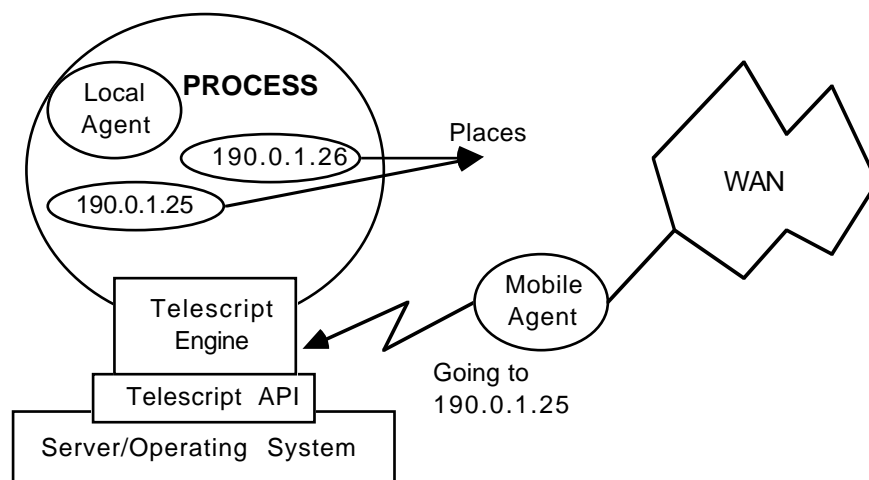 PROCESS
Local
Agent
190.0.1.26
190.0.1.25
Places
WAN
Mobile
Agent
Going to
190.0.1.25
Telescript
Engine
Telescript API
Server/Operating System